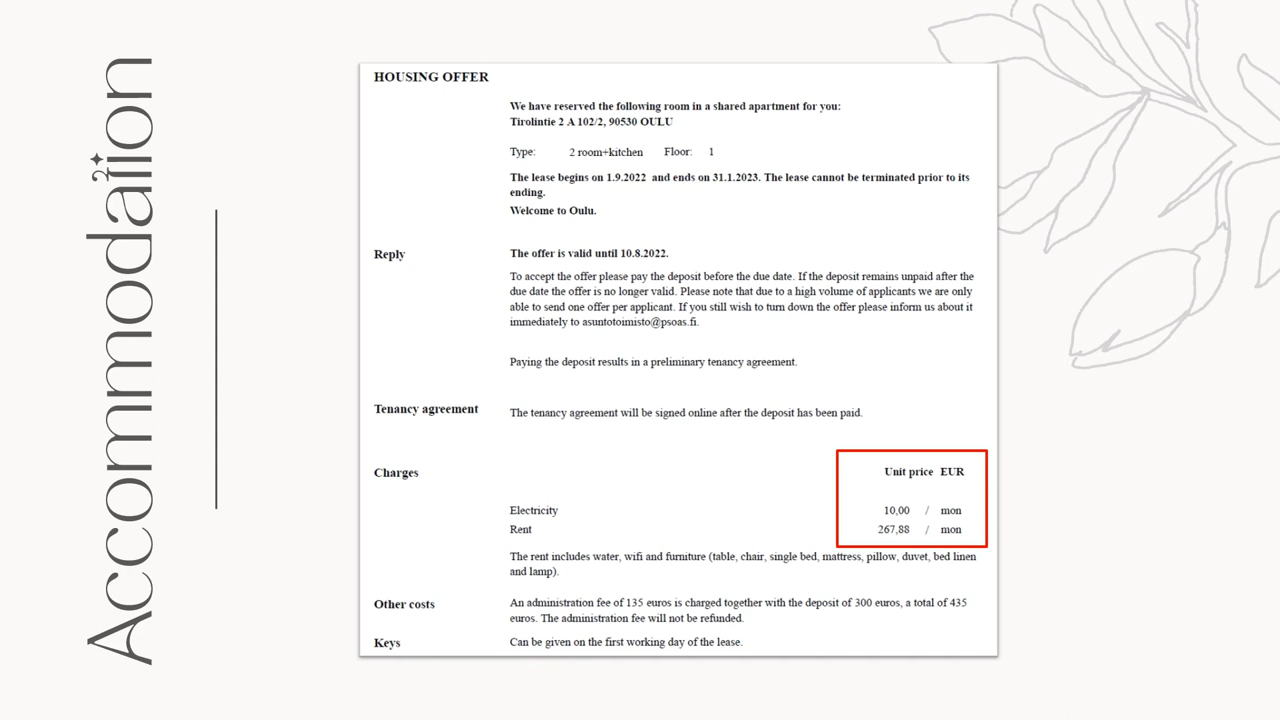 Accommodation
HOUSING OFFER
We have reserved the following room in a shared apartment for you:
Tirolintie 2 A 102/2, 90530 OULU
Type: 2 room+kitchen Floor: 1
The lease begins on 1.9.2022 and ends on 31.1.2023. The lease cannot be terminated prior to its
ending.
Welcome to Oulu.
Reply The offer is valid until 10.8.2022.
To accept the offer please pay the deposit before the due date. If the deposit remains unpaid after the
due date the offer is no longer valid. Please note that due to a high volume of applicants we are only
able to send one offer per applicant. If you still wish to turn down the offer please inform us about it
immediately to asuntotoimisto@psoas.fi.
Paying the deposit results in a preliminary tenancy agreement.
Tenancy agreement The tenancy agreement will be signed online after the deposit has been paid.
Charges Unit price EUR
Electricity 10,00 / mon
Rent 267,88 / mon
The rent includes water, wifi and furniture (table, chair, single bed, mattress, pillow, duvet, bed linen
and lamp).
Other costs An administration fee of 135 euros is charged together with the deposit of 300 euros, a total of 435
euros. The administration fee will not be refunded.
Keys Can be given on the first working day of the lease.